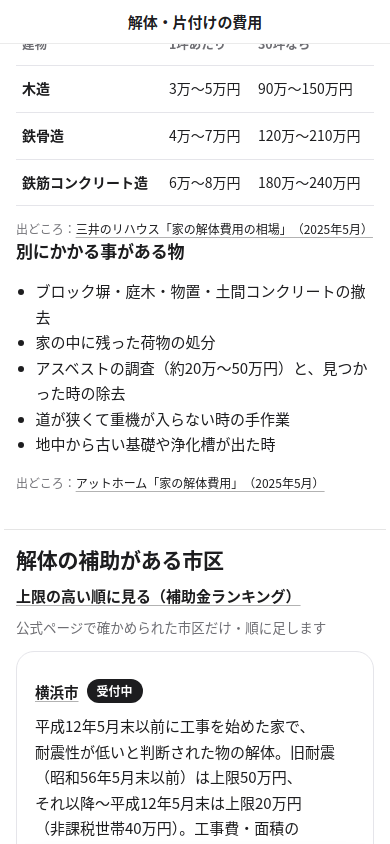 解体・片付けの費用
建物 1坪あたり 30坪なら
木造 3万〜5万円 90万〜150万円
鉄骨造 4万〜7万円 120万〜210万円
鉄筋コンクリート造 6万〜8万円 180万〜240万円
出どころ：三井のリハウス「家の解体費用の相場」（2025年5月）
別にかかる事がある物
• ブロック塀・庭木・物置・土間コンクリートの撤
去
• 家の中に残った荷物の処分
• アスベストの調査（約20万〜50万円）と、見つか
った時の除去
• 道が狭くて重機が入らない時の手作業
• 地中から古い基礎や浄化槽が出た時
出どころ：アットホーム「家の解体費用」（2025年5月）
解体の補助がある市区
上限の高い順に見る（補助金ランキング）
公式ページで確かめられた市区だけ・順に足します
横浜市 受付中
平成12年5月末以前に工事を始めた家で、
耐震性が低いと判断された物の解体。旧耐震
（昭和56年5月末以前）は上限50万円、
それ以降〜平成12年5月末は上限20万円
（非課税世帯40万円）。工事費・面積の